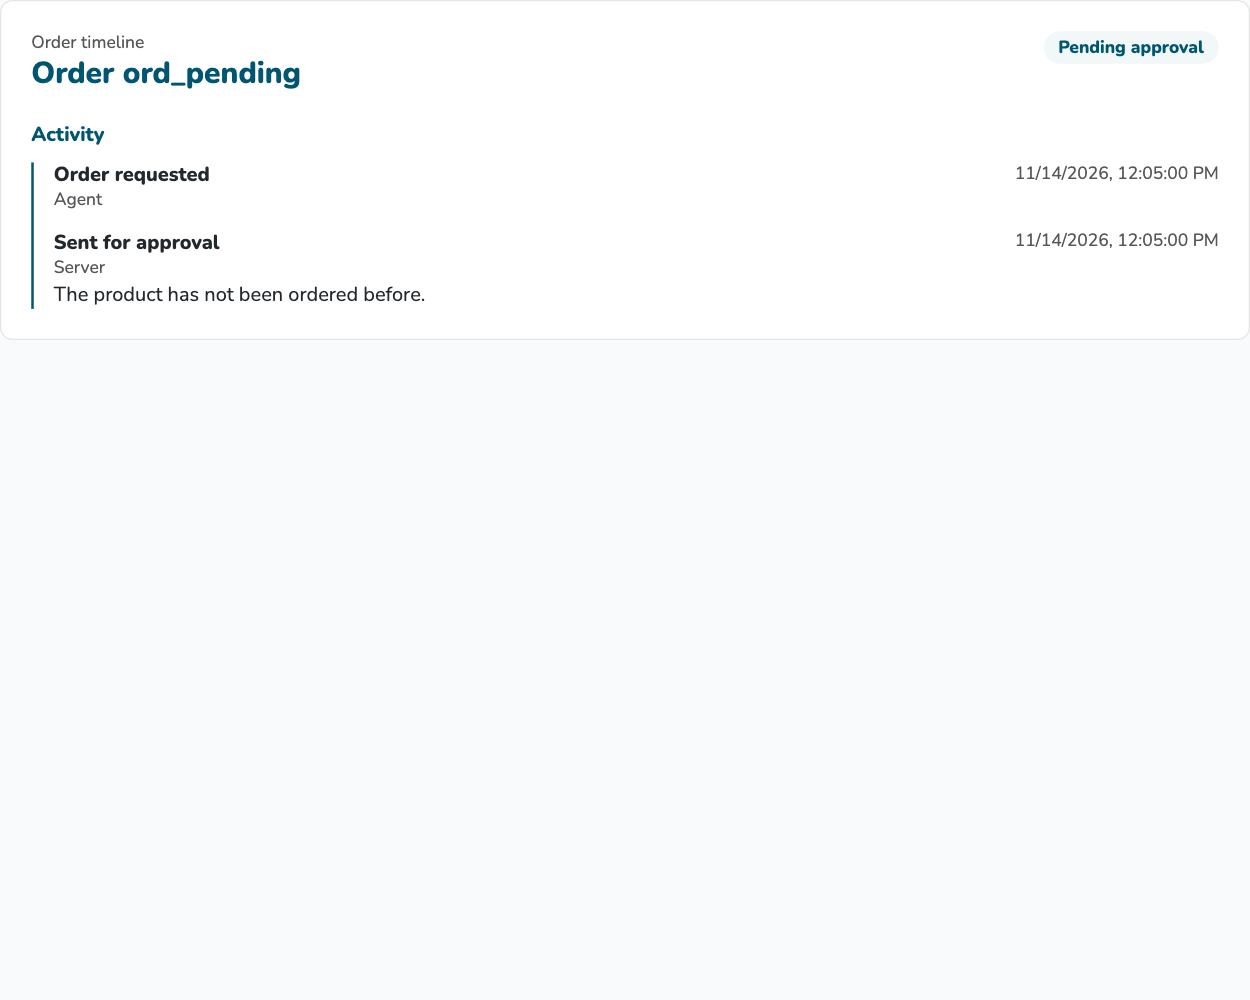 Order timeline
Pending approval
Order ord_pending
Activity
Order requested
11/14/2026, 12:05:00 PM
Agent
Sent for approval
11/14/2026, 12:05:00 PM
Server
The product has not been ordered before.